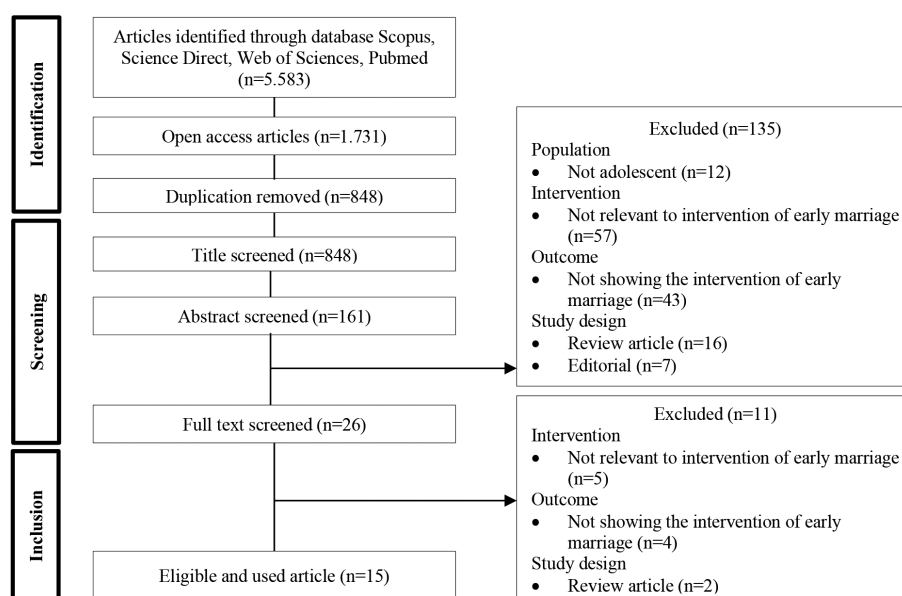 Identification
Articles identified through database Scopus,
Science Direct, Web of Sciences, Pubmed
(n=5.583)
Open access articles (n=1.731)
Duplication removed (n=848)
Screening
Title screened (n=848)
Abstract screened (n=161)
Excluded (n=135)
Population
• Not adolescent (n=12)
Intervention
• Not relevant to intervention of early marriage
(n=57)
Outcome
• Not showing the intervention of early
marriage (n=43)
Study design
• Review article (n=16)
• Editorial (n=7)
Full text screened (n=26)
Inclusion
Excluded (n=11)
Intervention
• Not relevant to intervention of early marriage
(n=5)
Outcome
• Not showing the intervention of early
marriage (n=4)
Study design
• Review article (n=2)
Eligible and used article (n=15)